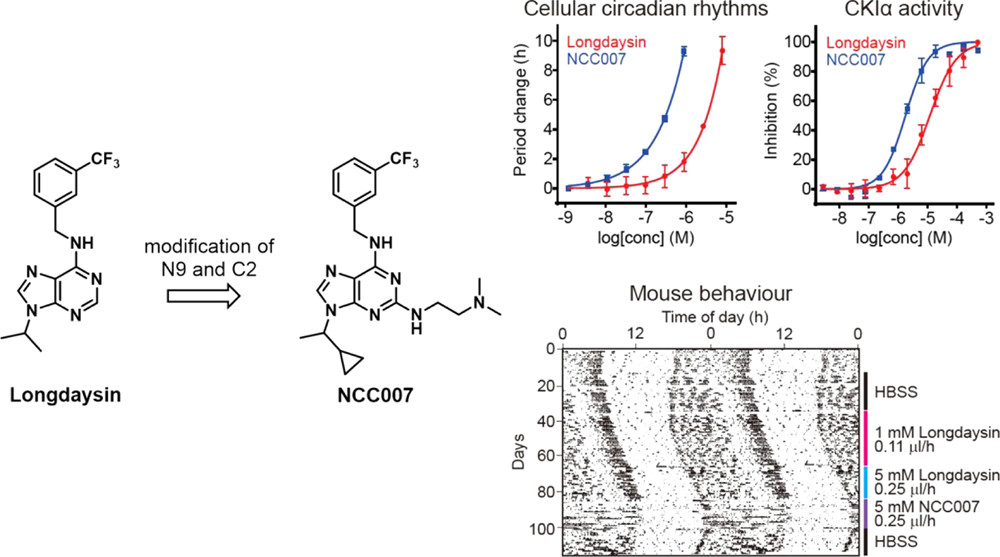 CF₃
NH
N
N
N
N
Longdaysin
modification of
N9 and C2
CF₃
NH
N
N
N
N
N
H
N
NCC007
Cellular circadian rhythms
Longdaysin
NCC007
Period change (h)
10
8
6
4
2
0
-9
-8
-7
-6
-5
log[conc] (M)
CKIα activity
Longdaysin
NCC007
Inhibition (%)
100
80
60
40
20
0
-8
-7
-6
-5
-4
-3
log[conc] (M)
Mouse behaviour
Time of day (h)
0
12
0
12
0
Days
0
20
40
60
80
100
HBSS
1 mM Longdaysin
0.11 µl/h
5 mM Longdaysin
0.25 µl/h
5 mM NCC007
0.25 µl/h
HBSS